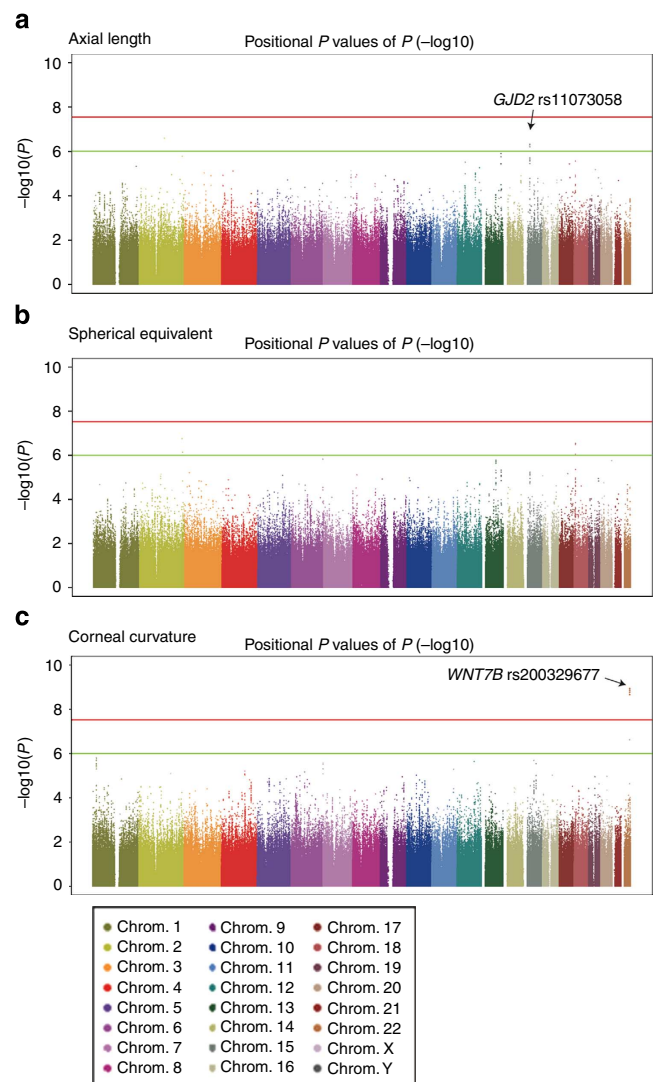 a
Axial length
Positional P values of P (–log10)
10
8
6
4
2
0
–log10(P)
GJD2 rs11073058
b
Spherical equivalent
Positional P values of P (–log10)
10
8
6
4
2
0
–log10(P)
c
Corneal curvature
Positional P values of P (–log10)
10
8
6
4
2
0
–log10(P)
WNT7B rs200329677
Chrom. 1
Chrom. 2
Chrom. 3
Chrom. 4
Chrom. 5
Chrom. 6
Chrom. 7
Chrom. 8
Chrom. 9
Chrom. 10
Chrom. 11
Chrom. 12
Chrom. 13
Chrom. 14
Chrom. 15
Chrom. 16
Chrom. 17
Chrom. 18
Chrom. 19
Chrom. 20
Chrom. 21
Chrom. 22
Chrom. X
Chrom. Y